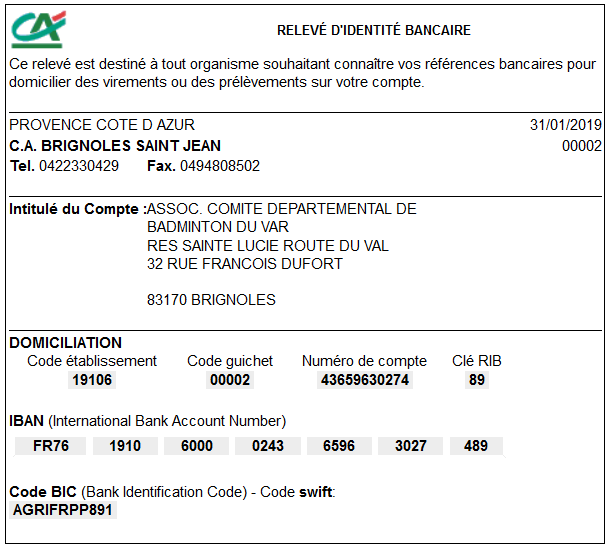 CA
RELEVÉ D'IDENTITÉ BANCAIRE
Ce relevé est destiné à tout organisme souhaitant connaître vos références bancaires pour
domicilier des virements ou des prélèvements sur votre compte.
PROVENCE COTE D AZUR 31/01/2019
C.A. BRIGNOLES SAINT JEAN 00002
Tel. 0422330429 Fax. 0494808502
Intitulé du Compte :ASSOC. COMITE DEPARTEMENTAL DE
BADMINTON DU VAR
RES SAINTE LUCIE ROUTE DU VAL
32 RUE FRANCOIS DUFORT
83170 BRIGNOLES
DOMICILIATION
Code établissement Code guichet Numéro de compte Clé RIB
19106 00002 43659630274 89
IBAN (International Bank Account Number)
FR76 1910 6000 0243 6596 3027 489
Code BIC (Bank Identification Code) - Code swift:
AGRIFRPP891